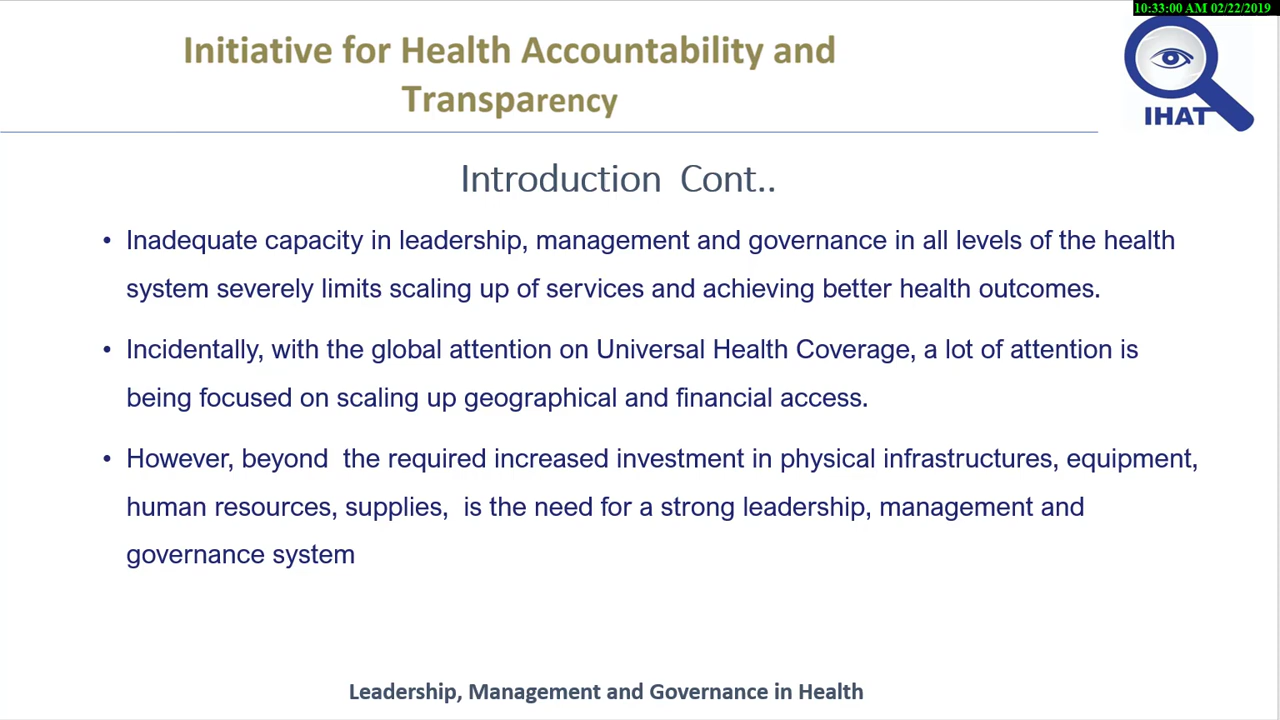 10:33:00 AM 02/22/2019
Initiative for Health Accountability and
Transparency
IHAT
Introduction Cont..
• Inadequate capacity in leadership, management and governance in all levels of the health
system severely limits scaling up of services and achieving better health outcomes.
• Incidentally, with the global attention on Universal Health Coverage, a lot of attention is
being focused on scaling up geographical and financial access.
• However, beyond the required increased investment in physical infrastructures, equipment,
human resources, supplies, is the need for a strong leadership, management and
governance system
Leadership, Management and Governance in Health